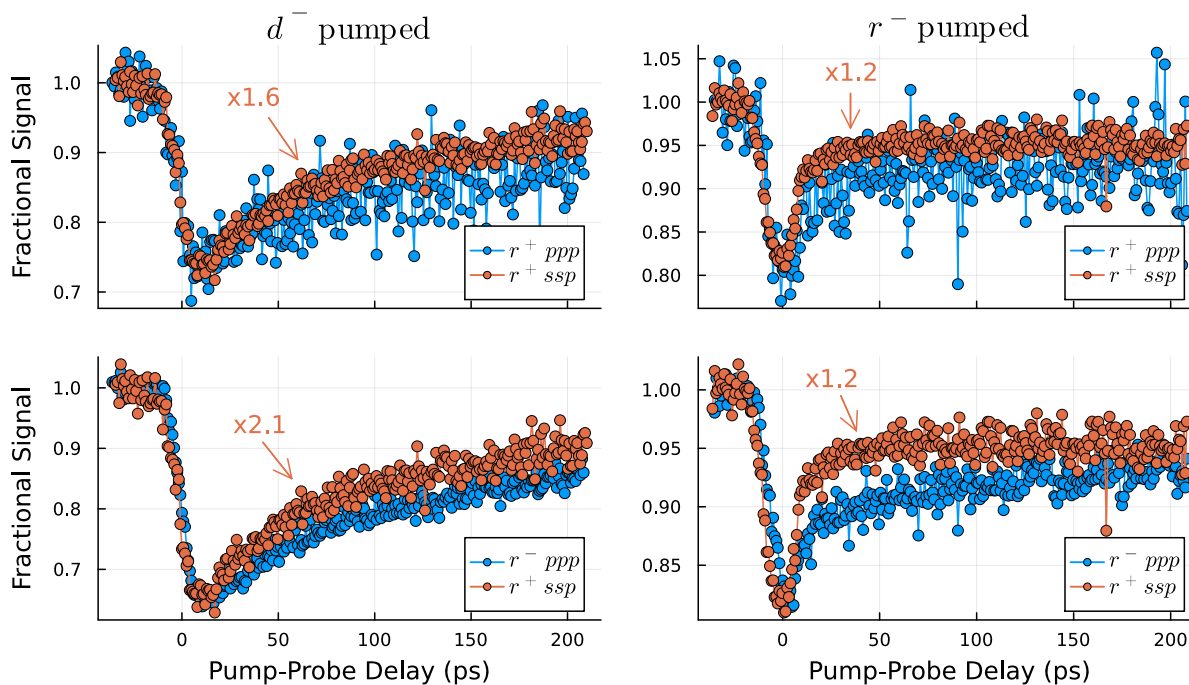 d⁻ pumped
r⁻ pumped
Fractional Signal
1.0
0.9
0.8
0.7
x1.6
r⁺ ppp
r⁺ ssp
1.05
1.00
0.95
0.90
0.85
0.80
x1.2
r⁺ ppp
r⁺ ssp
0 50 100 150 200
Fractional Signal
1.0
0.9
0.8
0.7
x2.1
r⁻ ppp
r⁺ ssp
0 50 100 150 200
Pump-Probe Delay (ps)
1.00
0.95
0.90
0.85
x1.2
r⁻ ppp
r⁺ ssp
Pump-Probe Delay (ps)